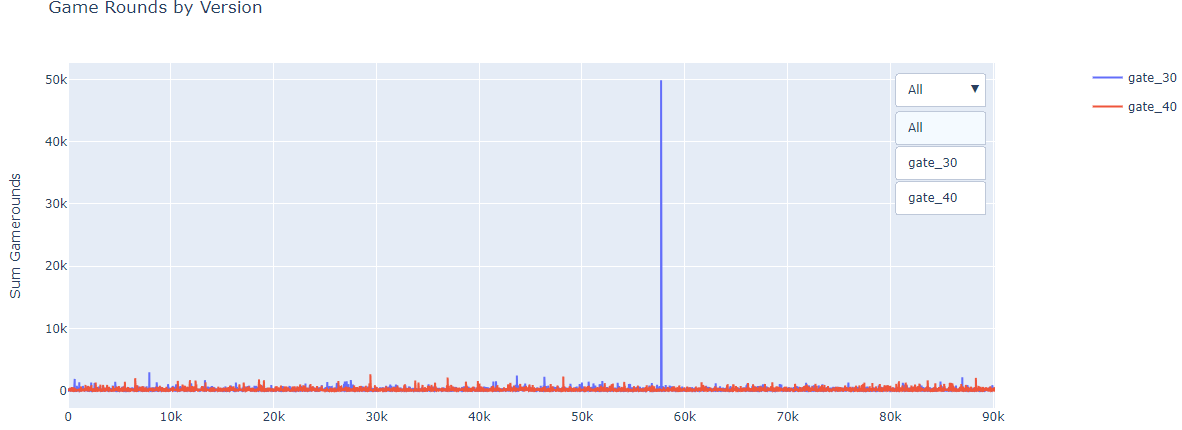 Game Rounds by Version
50k
40k
30k
20k
10k
0
Sum Gamerounds
0 10k 20k 30k 40k 50k 60k 70k 80k 90k
All ▼
All
gate_30
gate_40
gate_30
gate_40